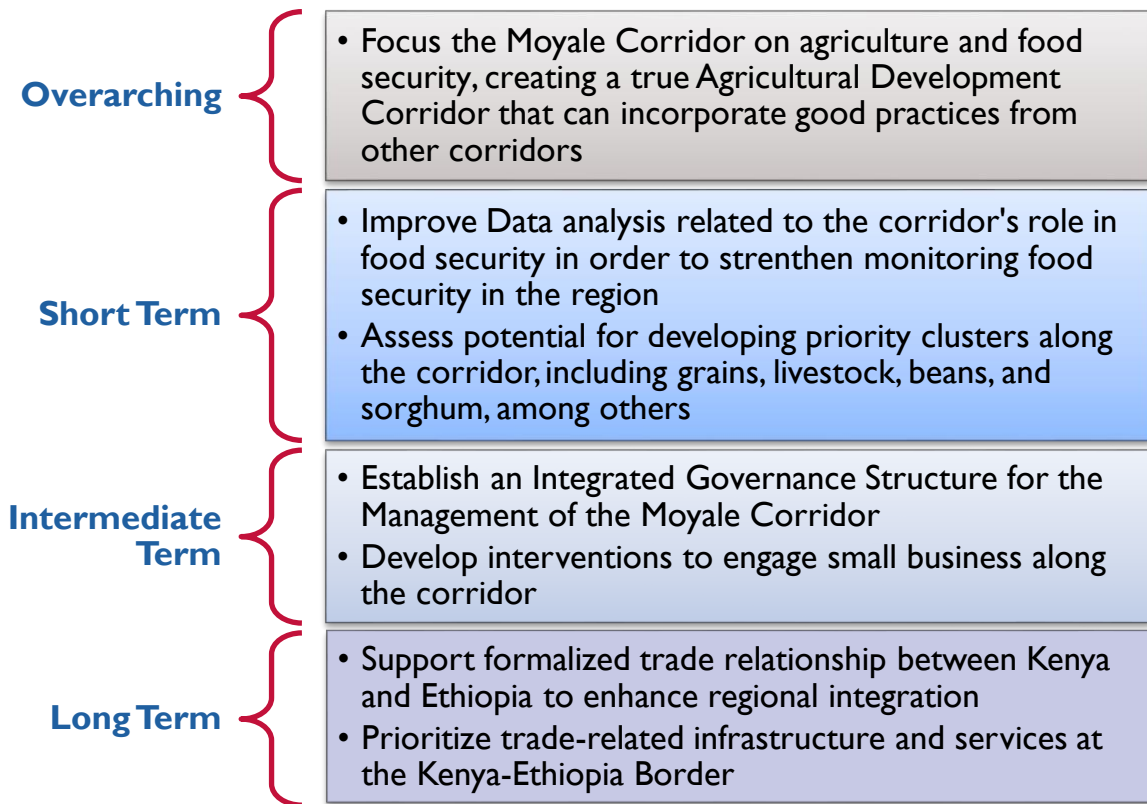 Overarching
• Focus the Moyale Corridor on agriculture and food
security, creating a true Agricultural Development
Corridor that can incorporate good practices from
other corridors
Short Term
• Improve Data analysis related to the corridor's role in
food security in order to strenthen monitoring food
security in the region
• Assess potential for developing priority clusters along
the corridor, including grains, livestock, beans, and
sorghum, among others
Intermediate
Term
• Establish an Integrated Governance Structure for the
Management of the Moyale Corridor
• Develop interventions to engage small business along
the corridor
Long Term
• Support formalized trade relationship between Kenya
and Ethiopia to enhance regional integration
• Prioritize trade-related infrastructure and services at
the Kenya-Ethiopia Border